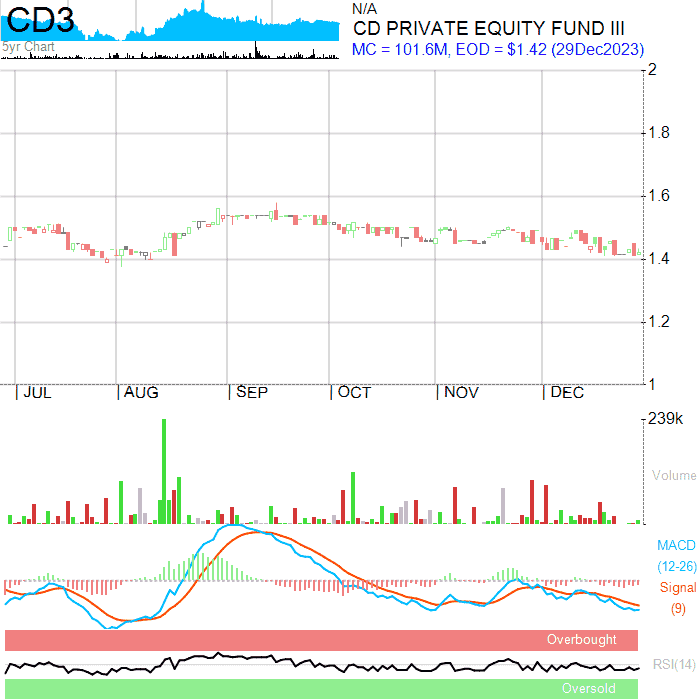 CD3
5yr Chart
N/A
CD PRIVATE EQUITY FUND III
MC = 101.6M, EOD = $1.42 (29Dec2023)
2
1.8
1.6
1.4
1.2
1
JUL AUG SEP OCT NOV DEC
239k
Volume
MACD
(12-26)
Signal
(9)
Overbought
RSI(14)
Oversold